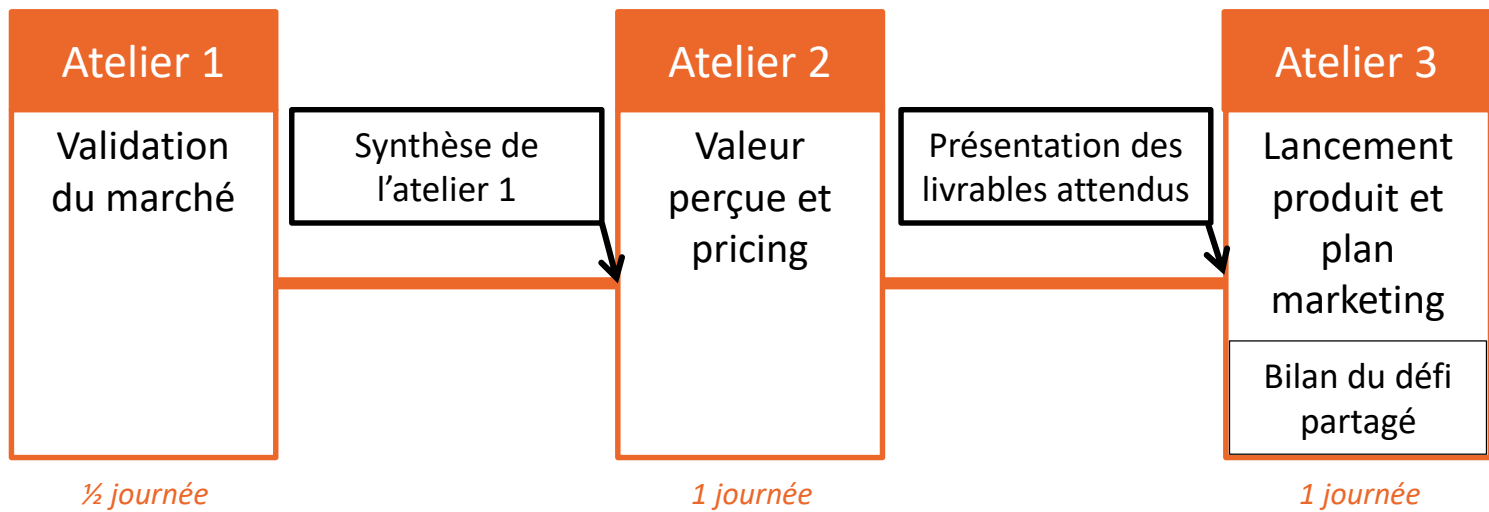 Atelier 1
Validation
du marché
½ journée
Synthèse de
l'atelier 1
Atelier 2
Valeur
perçue et
pricing
1 journée
Présentation des
livrables attendus
Atelier 3
Lancement
produit et
plan
marketing
Bilan du défi
partagé
1 journée